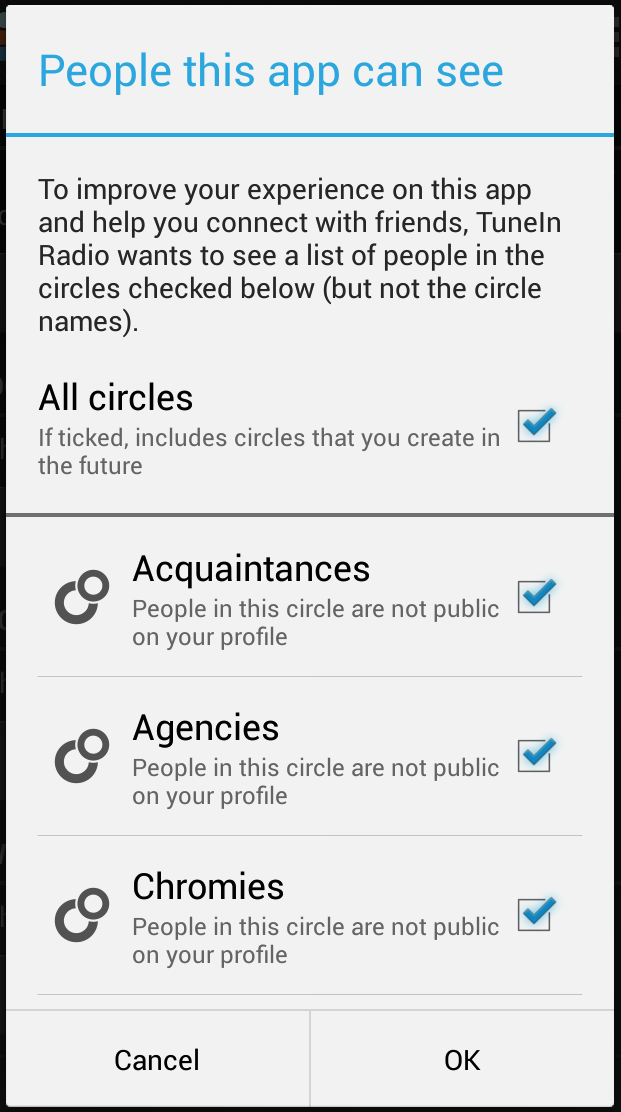 People this app can see
To improve your experience on this app
and help you connect with friends, TuneIn
Radio wants to see a list of people in the
circles checked below (but not the circle
names).
All circles
If ticked, includes circles that you create in
the future
Acquaintances
People in this circle are not public
on your profile
Agencies
People in this circle are not public
on your profile
Chromies
People in this circle are not public
on your profile
Cancel
OK